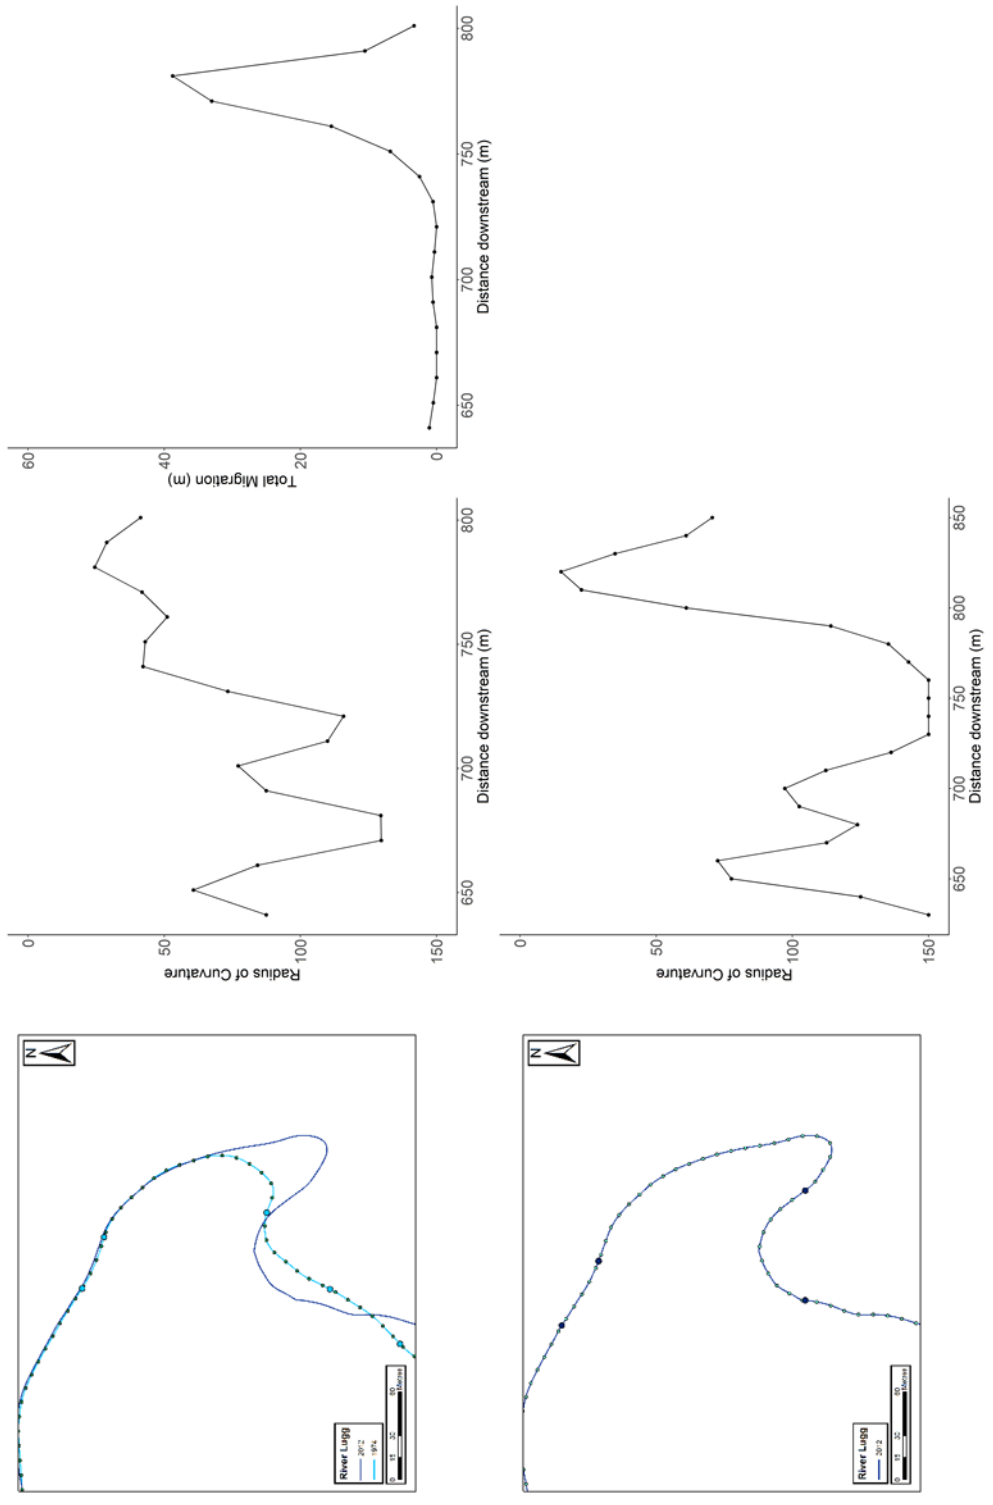 N
River Lugg
2012
1974
0 15 30 60
Metres
Radius of Curvature
0
50
100
150
650 700 750 800
Distance downstream (m)
Total Migration (m)
60
40
20
0
650 700 750 800
Distance downstream (m)
N
River Lugg
2012
0 15 30 60
Metres
Radius of Curvature
0
50
100
150
650 700 750 800 850
Distance downstream (m)